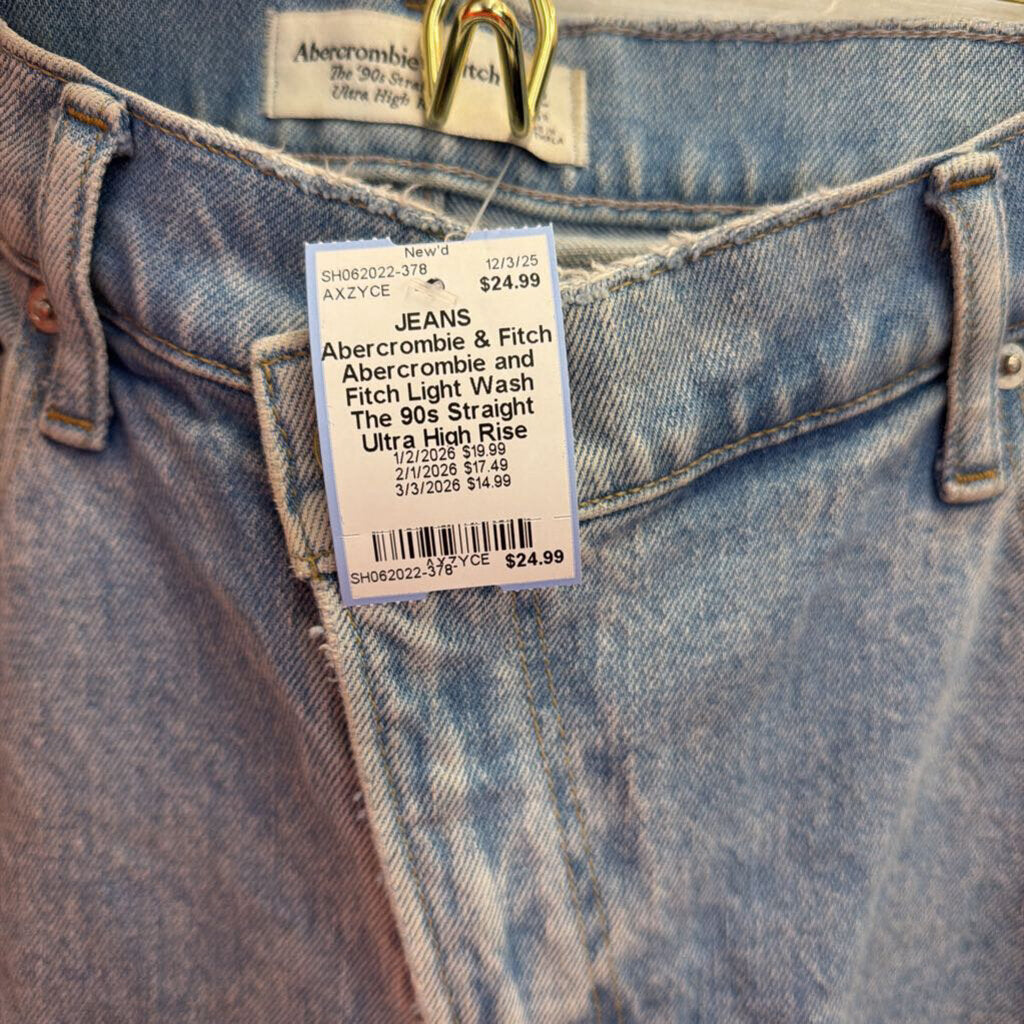 Abercrombie itch
The '90s Stra
Ultra High
New'd
SH062022-378 12/3/25
AXZYCE $24.99
JEANS
Abercrombie & Fitch
Abercrombie and
Fitch Light Wash
The 90s Straight
Ultra High Rise
1/2/2026 $19.99
2/1/2026 $17.49
3/3/2026 $14.99
AXZYCE $24.99
SH062022-378